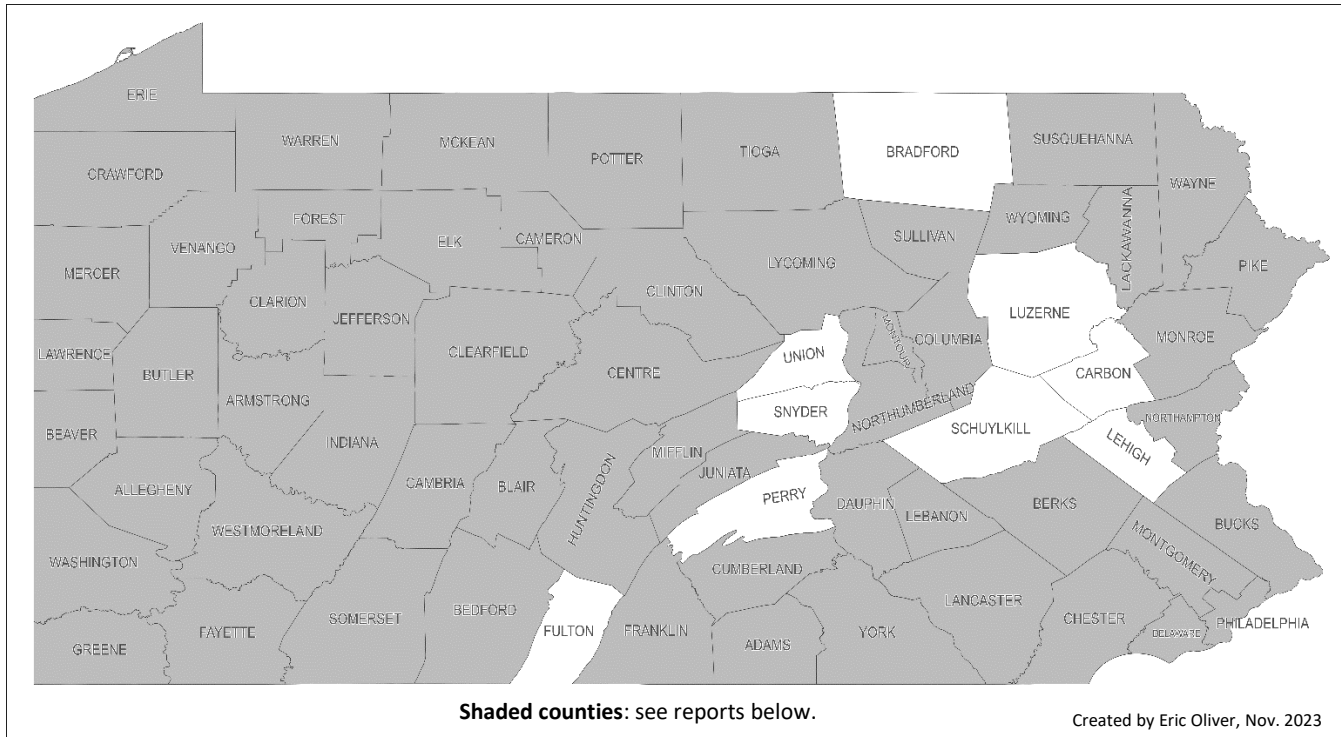 ERIE
WARREN
MCKEAN
POTTER
TIOGA
BRADFORD
SUSQUEHANNA
WAYNE
CRAWFORD
FOREST
VENANGO
ELK
CAMERON
SULLIVAN
WYOMING
LACKAWANNA
PIKE
MERCER
CLARION
JEFFERSON
CLINTON
LYCOMING
LUZERNE
MONROE
LAWRENCE
BUTLER
CLEARFIELD
CENTRE
UNION
MONTOUR
COLUMBIA
CARBON
ARMSTRONG
BEAVER
INDIANA
SNYDER
NORTHUMBERLAND
SCHUYLKILL
NORTHAMPTON
LEHIGH
ALLEGHENY
CAMBRIA
BLAIR
HUNTINGDON
MIFFLIN
JUNIATA
PERRY
DAUPHIN
LEBANON
BERKS
BUCKS
WESTMORELAND
MONTGOMERY
WASHINGTON
CUMBERLAND
LANCASTER
GREENE
FAYETTE
SOMERSET
BEDFORD
FULTON
FRANKLIN
ADAMS
YORK
CHESTER
DELAWARE
PHILADELPHIA
Shaded counties: see reports below.
Created by Eric Oliver, Nov. 2023